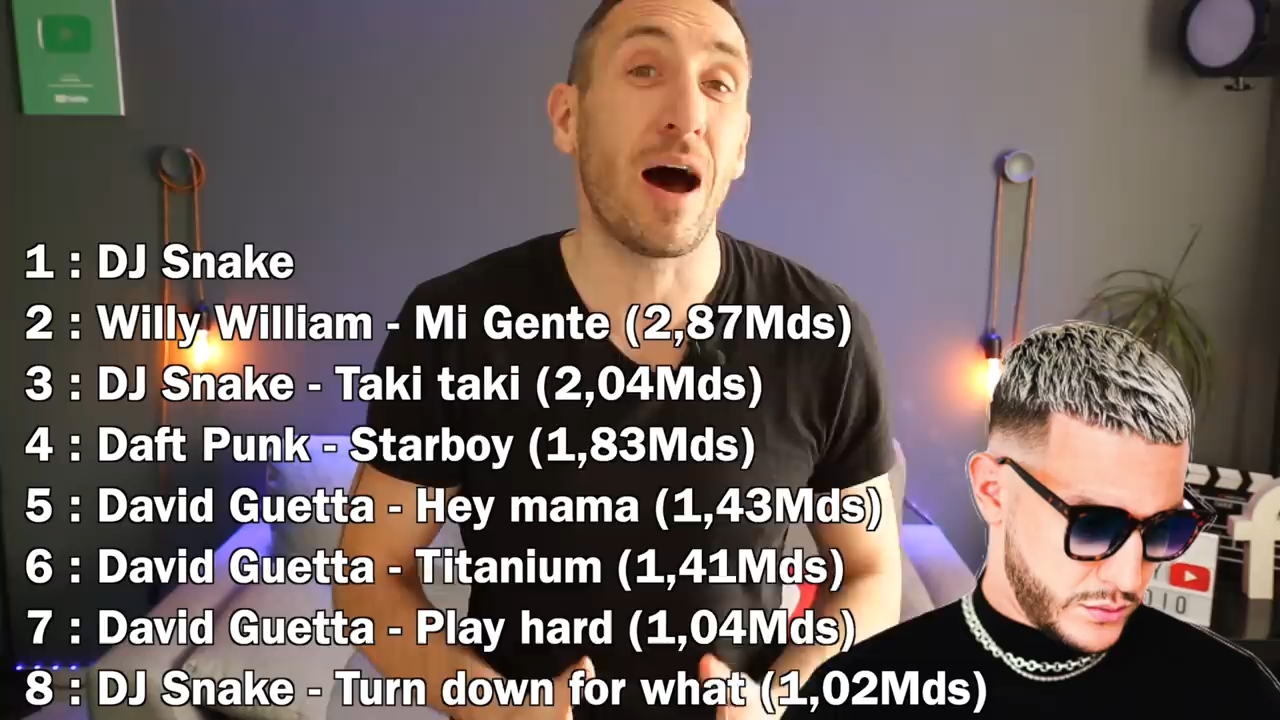 1 : DJ Snake
2 : Willy William - Mi Gente (2,87Mds)
3 : DJ Snake - Taki taki (2,04Mds)
4 : Daft Punk - Starboy (1,83Mds)
5 : David Guetta - Hey mama (1,43Mds)
6 : David Guetta - Titanium (1,41Mds)
7 : David Guetta - Play hard (1,04Mds)
8 : DJ Snake - Turn down for what (1,02Mds)